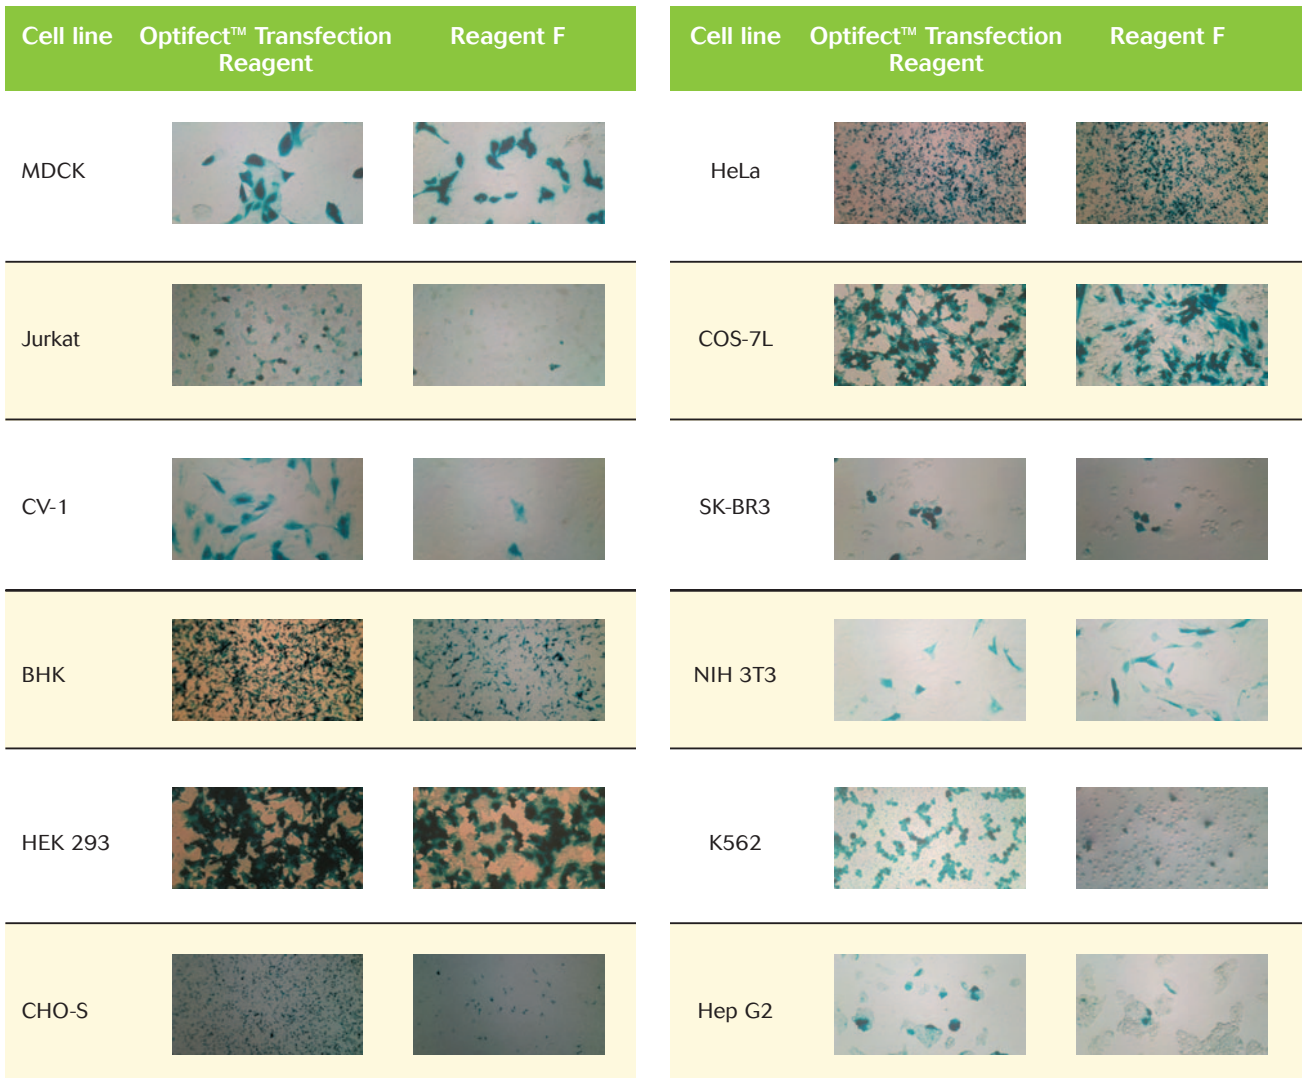 Cell line Optifect™ Transfection Reagent Reagent F
MDCK
Jurkat
CV-1
BHK
HEK 293
CHO-S
Cell line Optifect™ Transfection Reagent Reagent F
HeLa
COS-7L
SK-BR3
NIH 3T3
K562
Hep G2